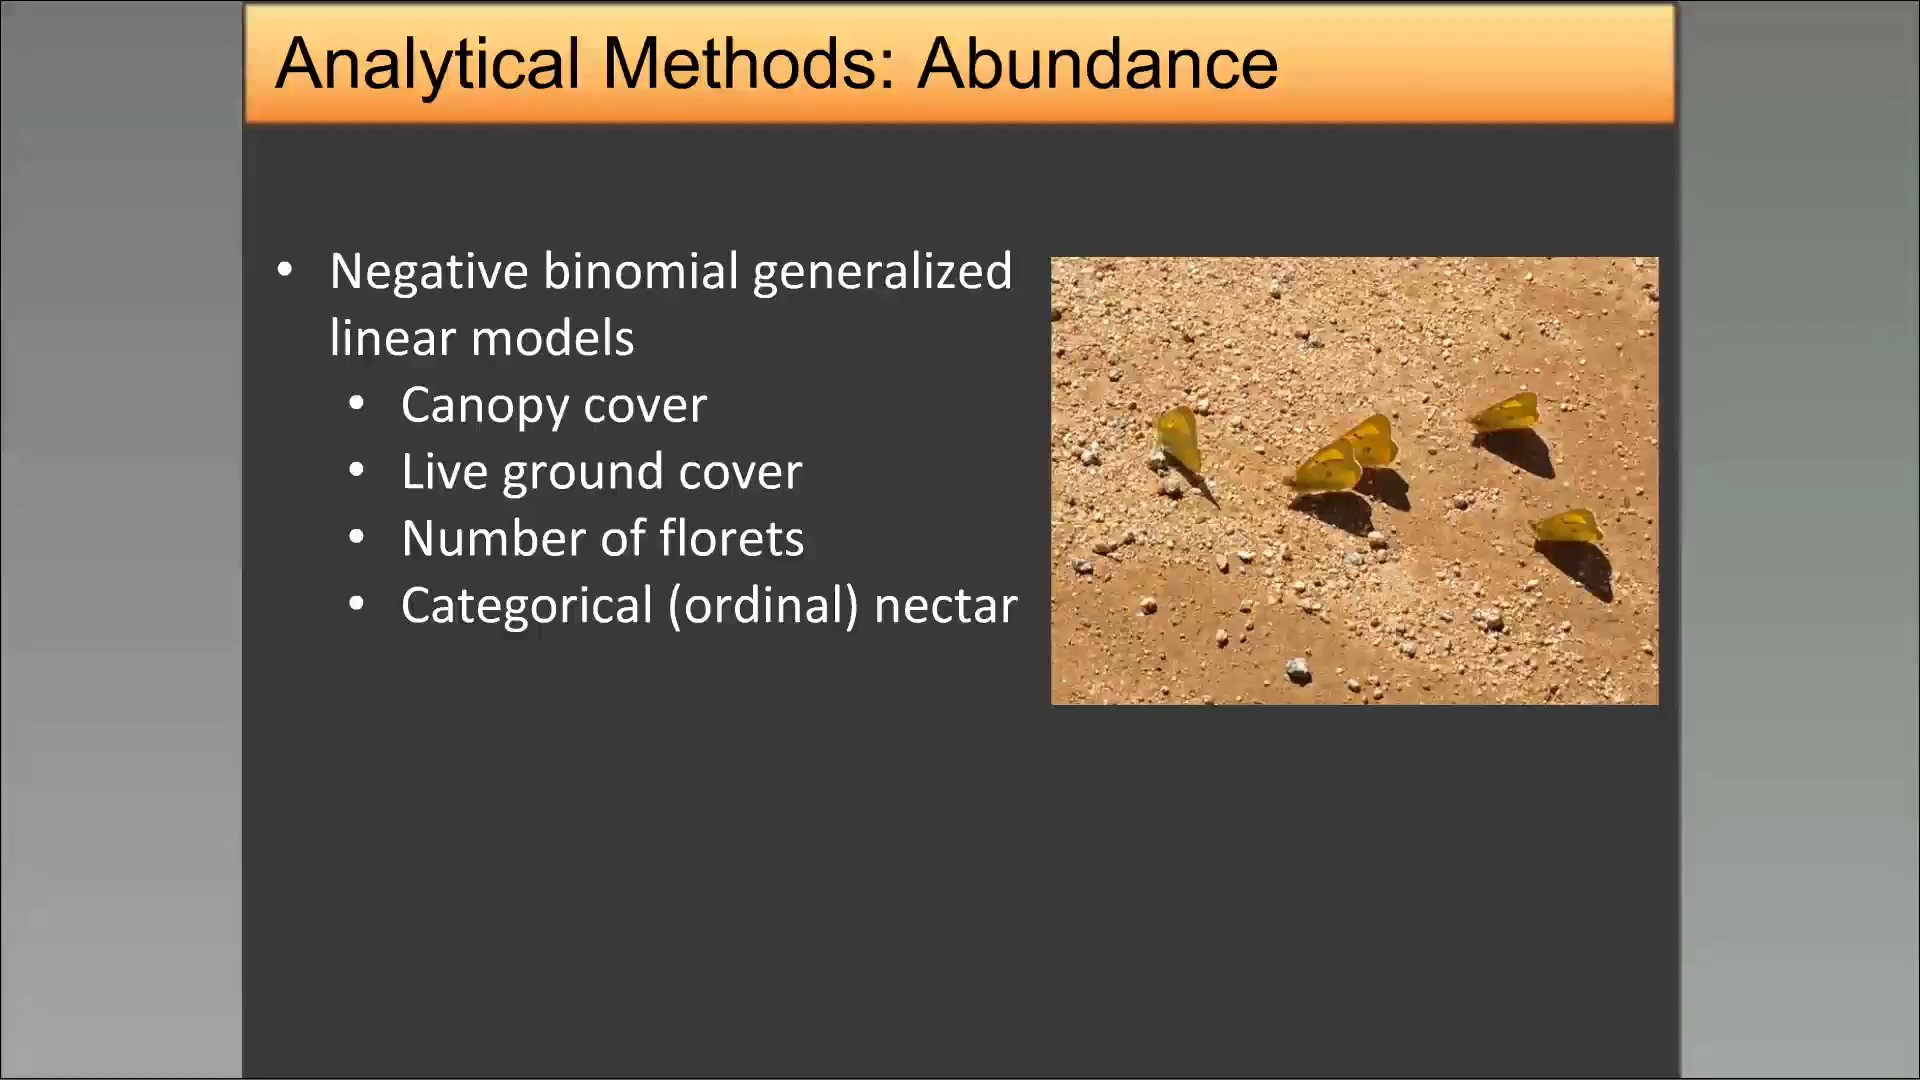 Analytical Methods: Abundance
• Negative binomial generalized
linear models
• Canopy cover
• Live ground cover
• Number of florets
• Categorical (ordinal) nectar